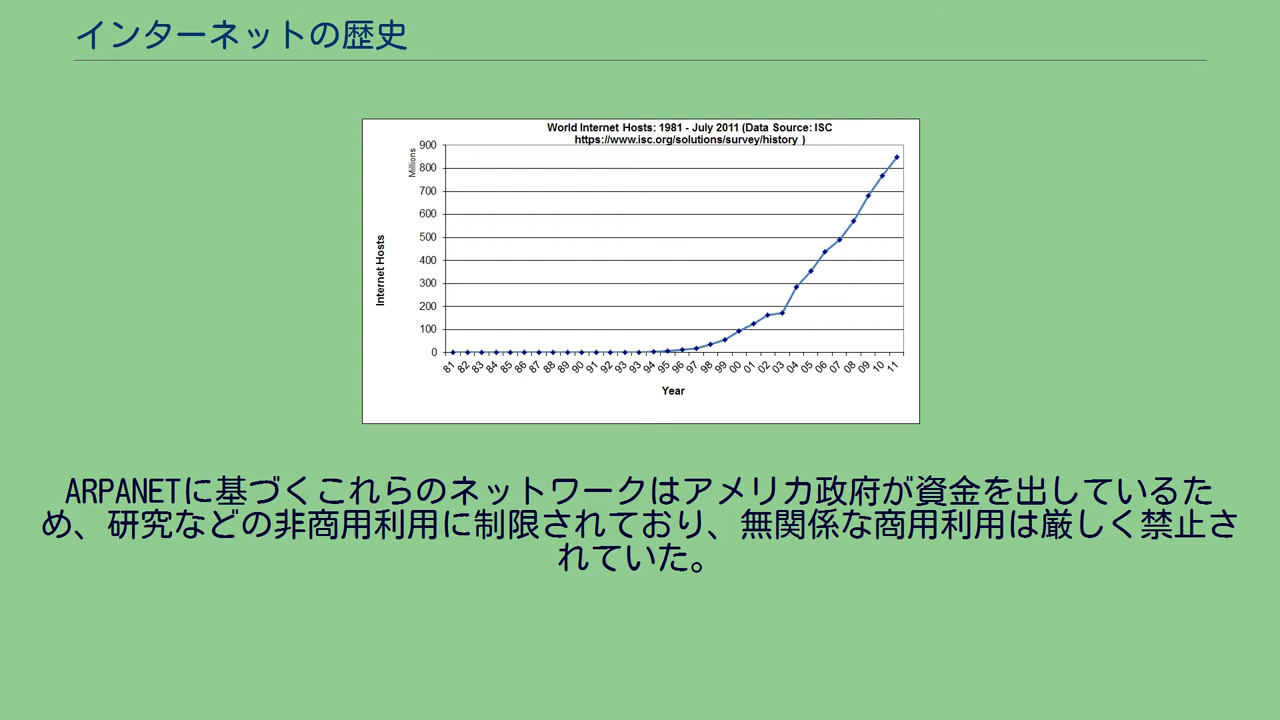 インターネットの歴史
World Internet Hosts: 1981 - July 2011 (Data Source: ISC
https://www.isc.org/solutions/survey/history )
Millions
Internet Hosts
900
800
700
600
500
400
300
200
100
0
81 82 83 84 85 86 87 88 89 90 91 92 93 93 94 95 96 97 98 99 00 01 02 03 04 05 06 07 08 09 10 11
Year
ARPANETに基づくこれらのネットワークはアメリカ政府が資金を出しているた
め、研究などの非商用利用に制限されており、無関係な商用利用は厳しく禁止さ
れていた。